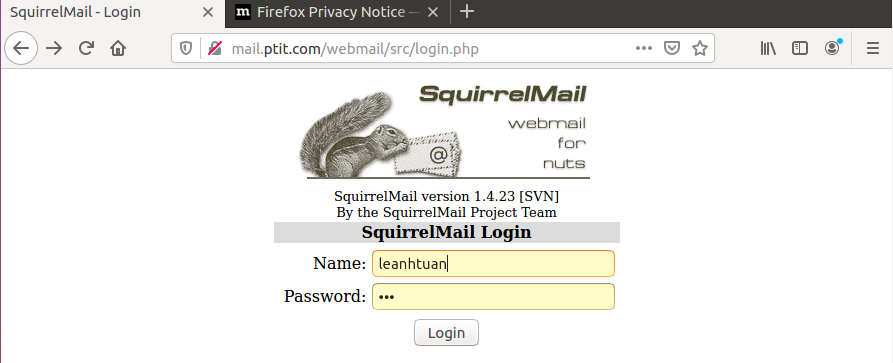 SquirrelMail - Login
Firefox Privacy Notice —
mail.ptit.com/webmail/src/login.php
SquirrelMail
webmail
for
nuts
@
SquirrelMail version 1.4.23 [SVN]
By the SquirrelMail Project Team
SquirrelMail Login
Name: leanhtuan
Password: •••
Login